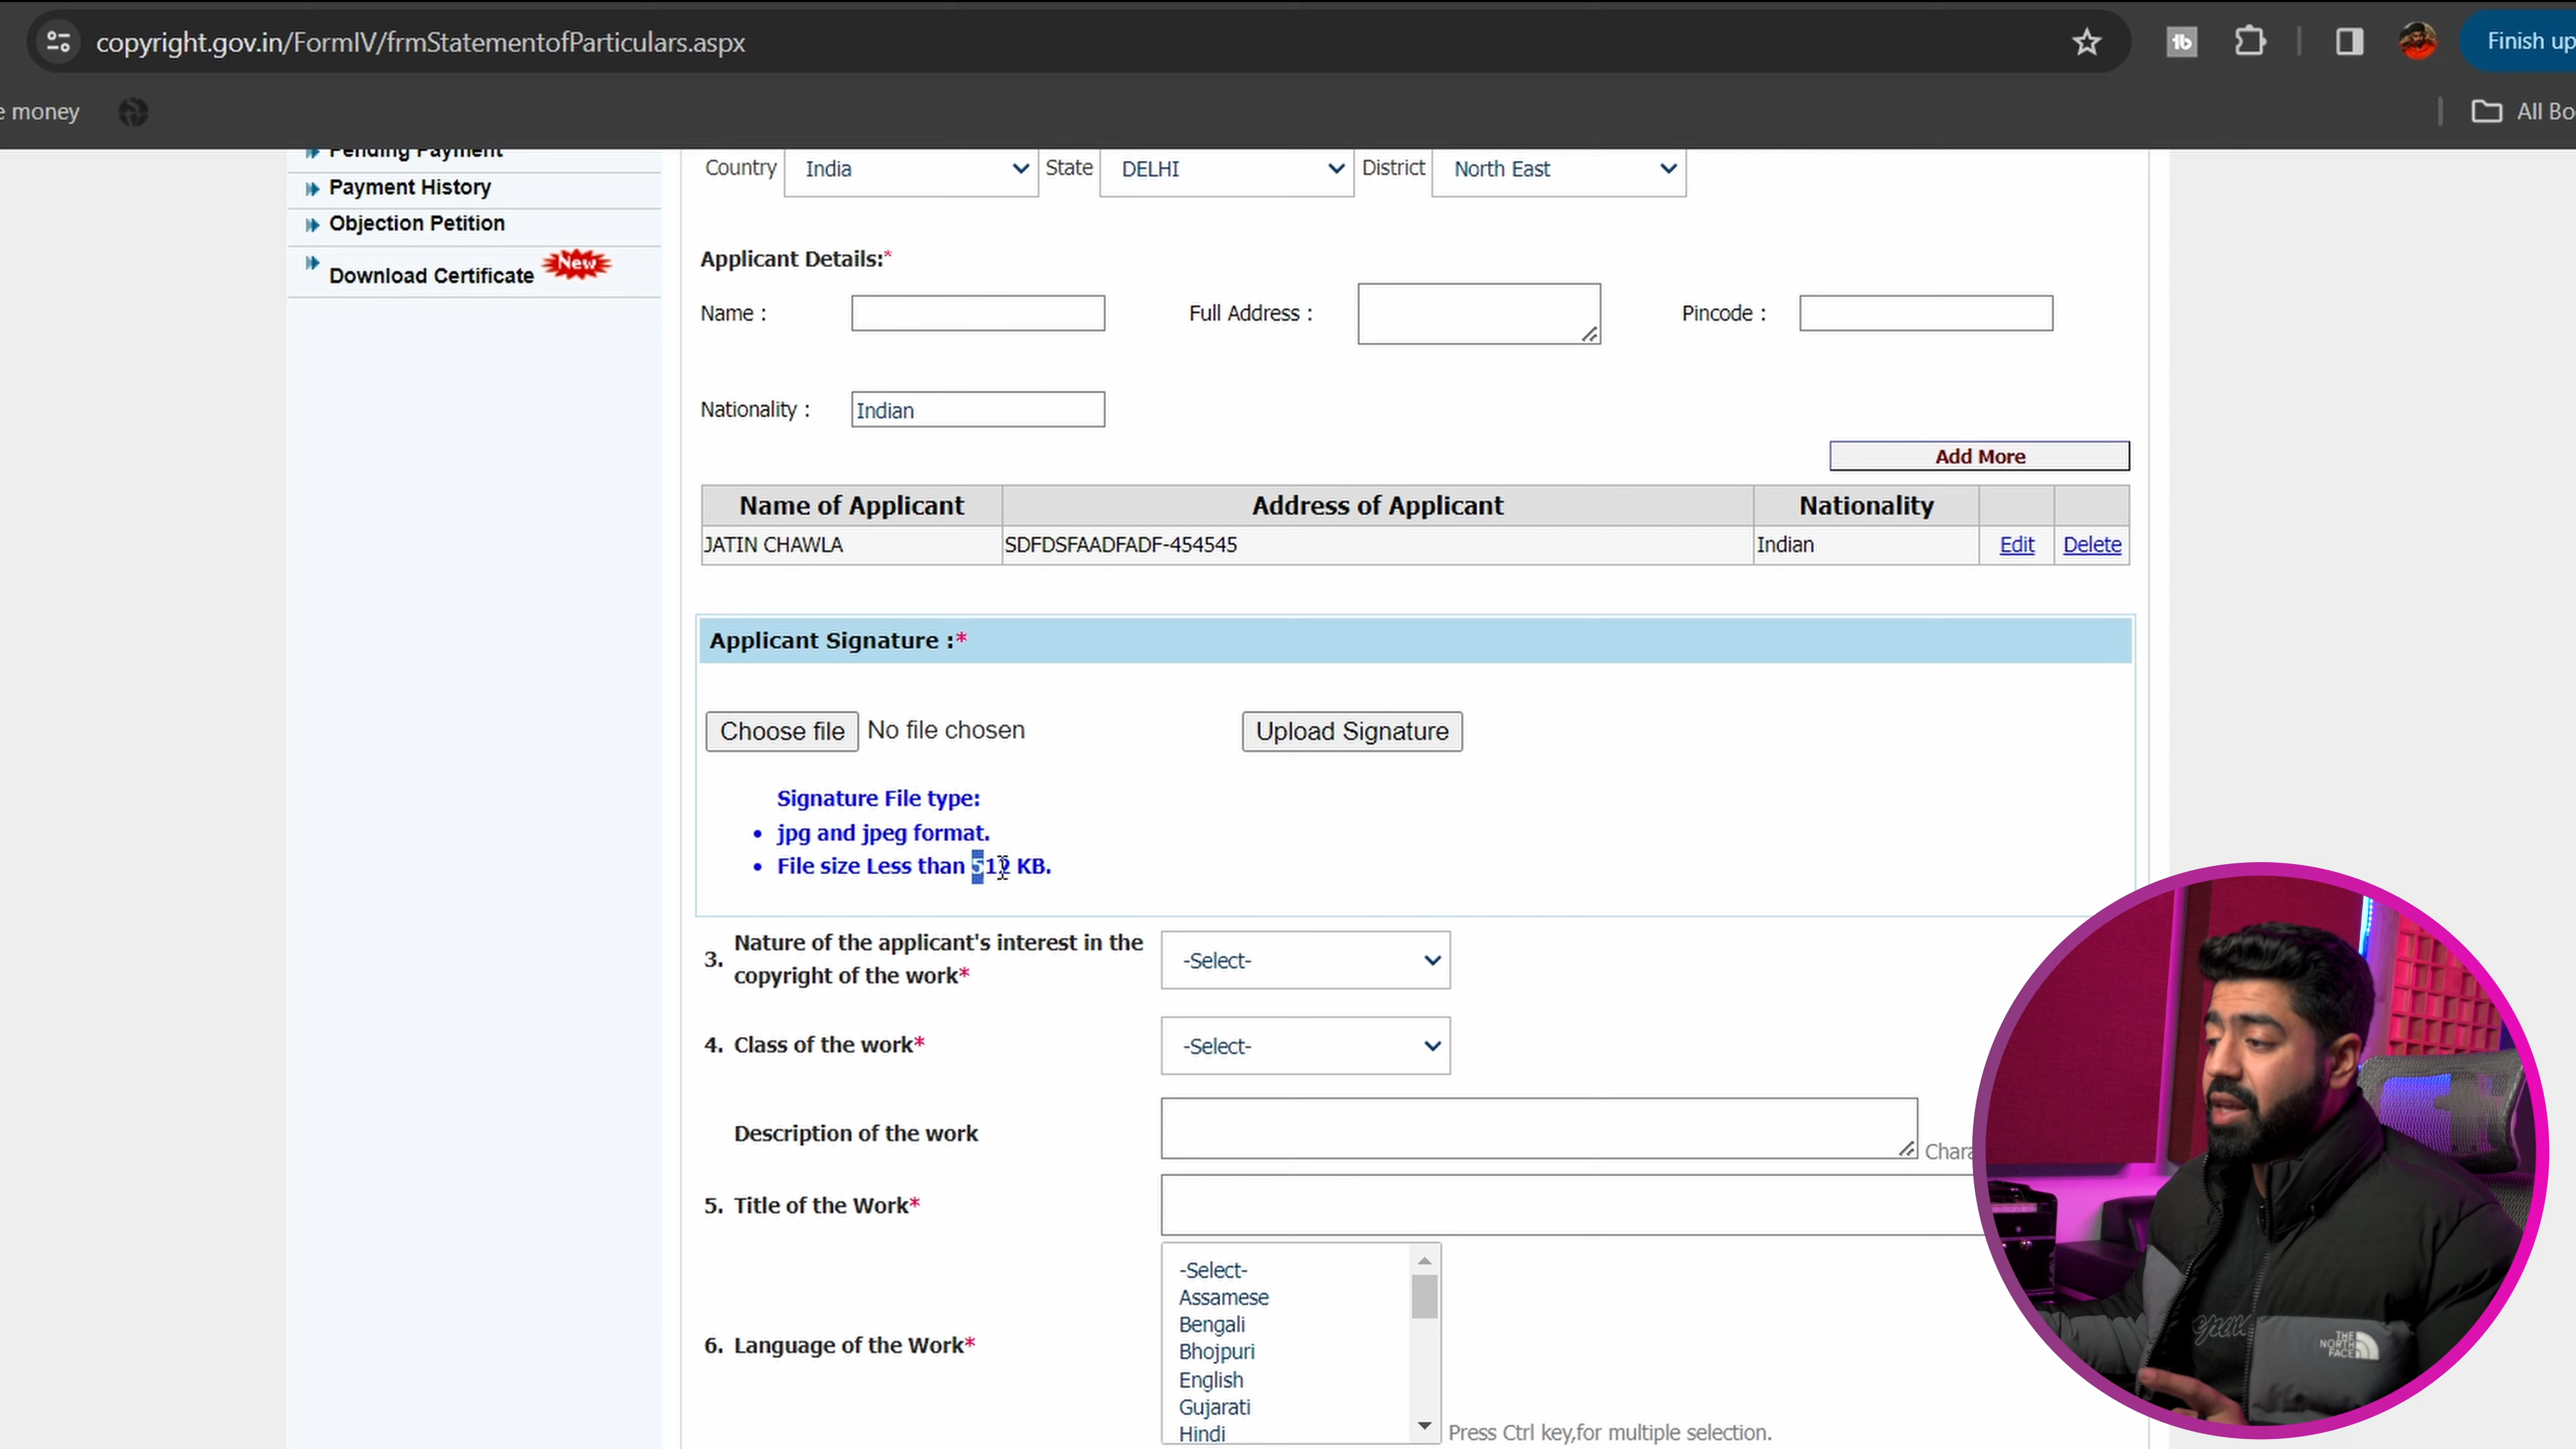 copyright.gov.in/FormIV/frmStatementofParticulars.aspx
Finish up
e money
All Bo
Pending Payment
Payment History
Objection Petition
Download Certificate New
Country India State DELHI District North East
Applicant Details:*
Name : Full Address : Pincode :
Nationality : Indian
Add More
Name of Applicant Address of Applicant Nationality
JATIN CHAWLA SDFDSFAADFADF-454545 Indian Edit Delete
Applicant Signature :*
Choose file No file chosen Upload Signature
Signature File type:
• jpg and jpeg format.
• File size Less than 512 KB.
3. Nature of the applicant's interest in the
copyright of the work*
-Select-
4. Class of the work* -Select-
Description of the work Chara
5. Title of the Work*
6. Language of the Work*
-Select-
Assamese
Bengali
Bhojpuri
English
Gujarati
Hindi
Press Ctrl key,for multiple selection.
THE
NORTH
FACE